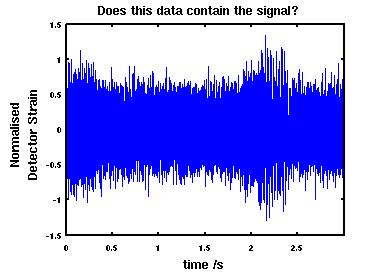 Does this data contain the signal?
1.5
1
0.5
0
-0.5
-1
-1.5
Normalised
Detector Strain
0 0.5 1 1.5 2 2.5
time /s